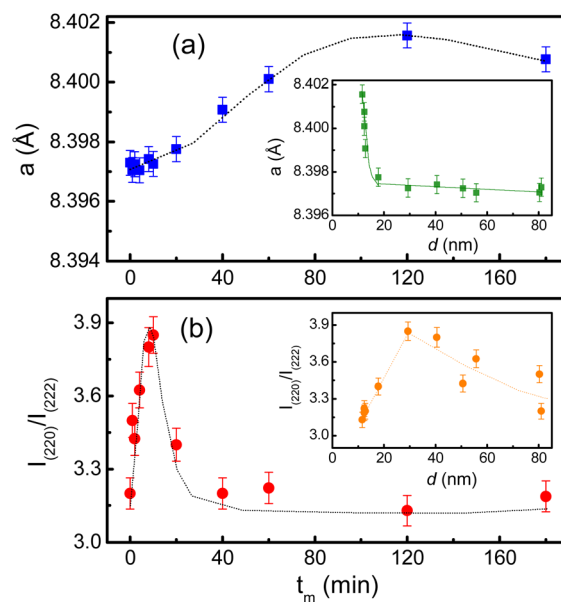 8.402
8.400
8.398
8.396
8.394
a (Å)
(a)
8.402
8.400
8.398
8.396
a (Å)
0 20 40 60 80
d (nm)
0 40 80 120 160
3.9
3.6
3.3
3.0
I(220)/I(222)
(b)
3.9
3.6
3.3
3.0
I(220)/I(222)
0 20 40 60 80
d (nm)
0 40 80 120 160
tm (min)